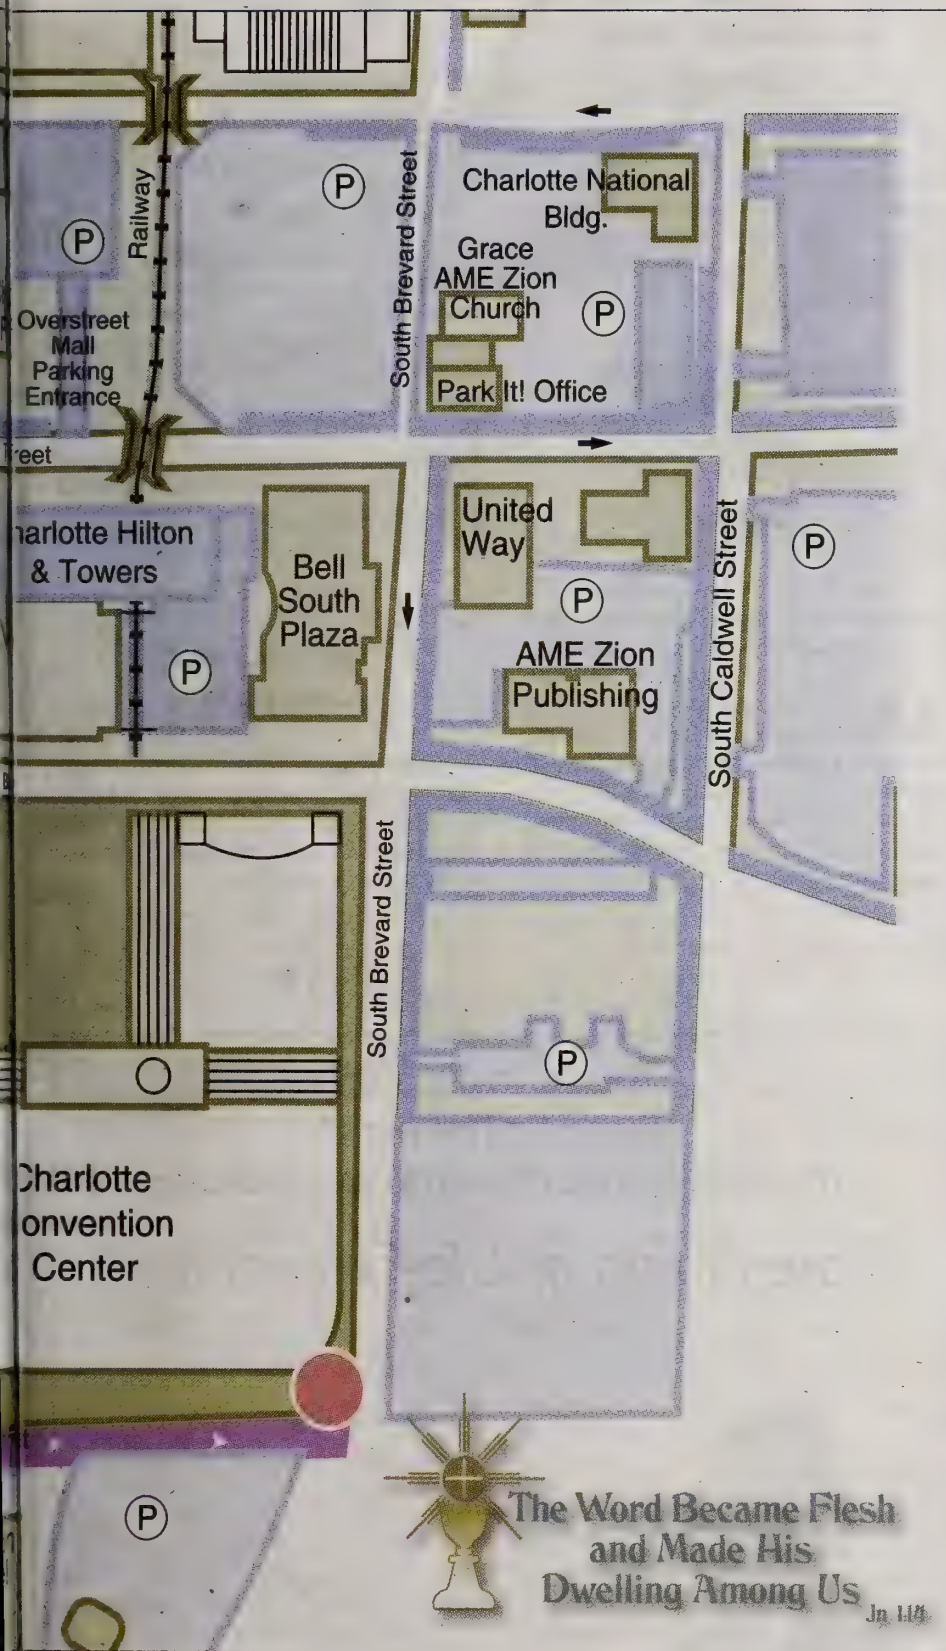 P
Charlotte National
Bldg.
South Brevard Street
Railway
P
Grace
AME Zion
Church
P
Overstreet
Mall
Parking
Entrance
Park It! Office
reet
harlotte Hilton
& Towers
Bell
South
Plaza
United
Way
P
South Caldwell Street
P
AME Zion
Publishing
P
South Brevard Street
P
Charlotte
onvention
Center
P
The Word Became Flesh
and Made His
Dwelling Among Us
Jn 1:14